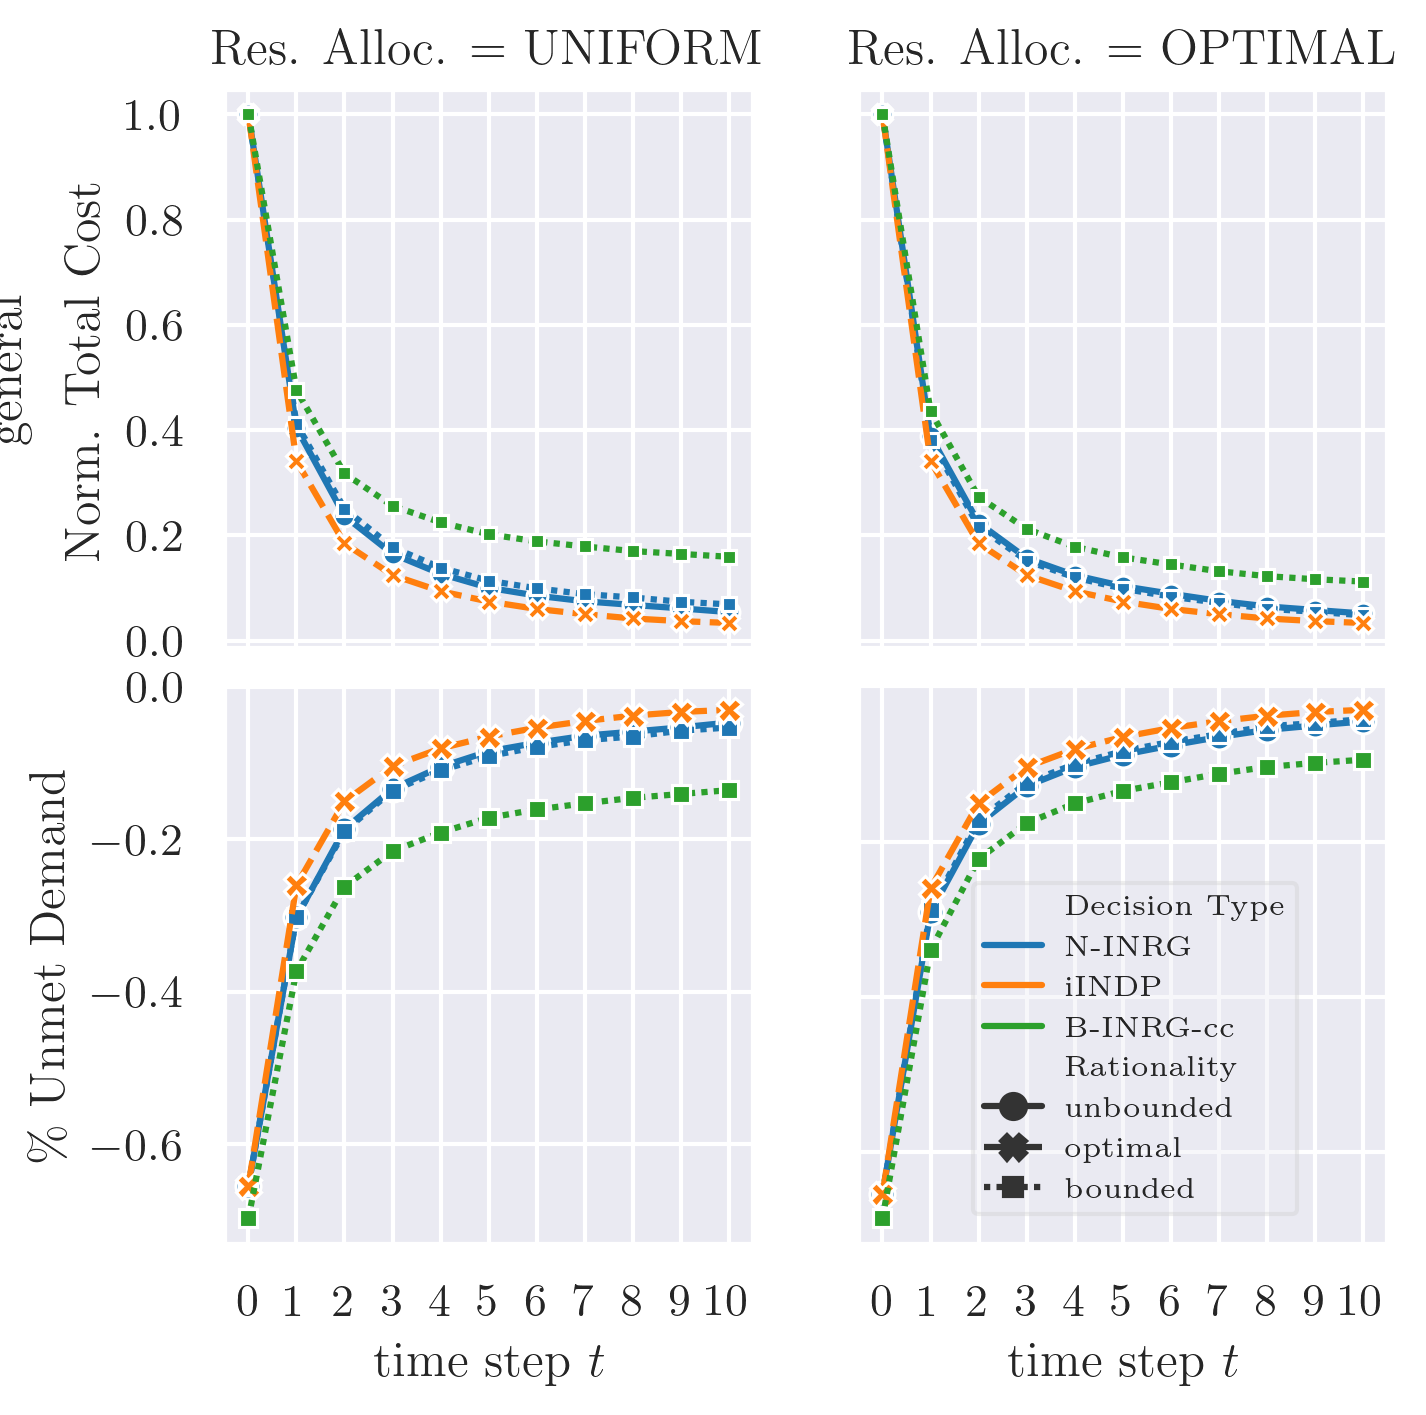 Res. Alloc. = UNIFORM
Res. Alloc. = OPTIMAL
general
Norm. Total Cost
1.0
0.8
0.6
0.4
0.2
0.0
% Unmet Demand
0.0
−0.2
−0.4
−0.6
Decision Type
N-INRG
iINDP
B-INRG-cc
Rationality
unbounded
optimal
bounded
0 1 2 3 4 5 6 7 8 9 10
0 1 2 3 4 5 6 7 8 9 10
time step t
time step t